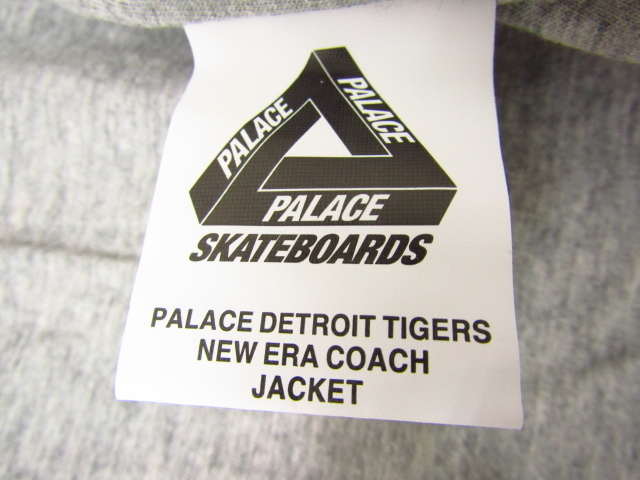 PALACE
PALACE
PALACE
SKATEBOARDS
PALACE DETROIT TIGERS
NEW ERA COACH
JACKET